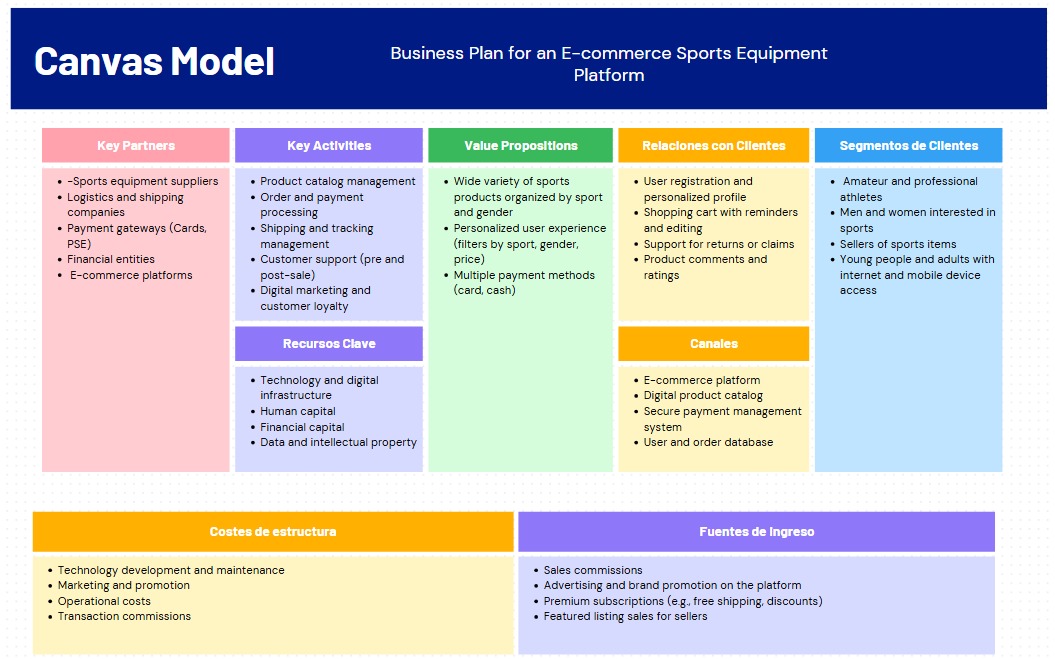 Canvas Model
Business Plan for an E-commerce Sports Equipment
Platform
Key Partners
• -Sports equipment suppliers
• Logistics and shipping
companies
• Payment gateways (Cards,
PSE)
• Financial entities
• E-commerce platforms
Key Activities
• Product catalog management
• Order and payment
processing
• Shipping and tracking
management
• Customer support (pre and
post-sale)
• Digital marketing and
customer loyalty
Recursos Clave
• Technology and digital
infrastructure
• Human capital
• Financial capital
• Data and intellectual property
Value Propositions
• Wide variety of sports
products organized by sport
and gender
• Personalized user experience
(filters by sport, gender,
price)
• Multiple payment methods
(card, cash)
Relaciones con Clientes
• User registration and
personalized profile
• Shopping cart with reminders
and editing
• Support for returns or claims
• Product comments and
ratings
Canales
• E-commerce platform
• Digital product catalog
• Secure payment management
system
• User and order database
Segmentos de Clientes
• Amateur and professional
athletes
• Men and women interested in
sports
• Sellers of sports items
• Young people and adults with
internet and mobile device
access
Costes de estructura
• Technology development and maintenance
• Marketing and promotion
• Operational costs
• Transaction commissions
Fuentes de Ingreso
• Sales commissions
• Advertising and brand promotion on the platform
• Premium subscriptions (e.g., free shipping, discounts)
• Featured listing sales for sellers